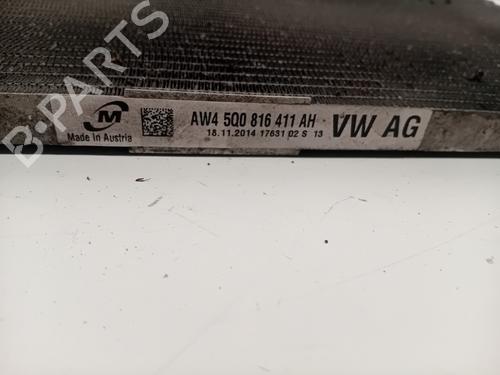 B-Parts
M
Made In Austria
AW4 5Q0 816 411 AH
18.11.2014 17631 02 S 13
VW AG